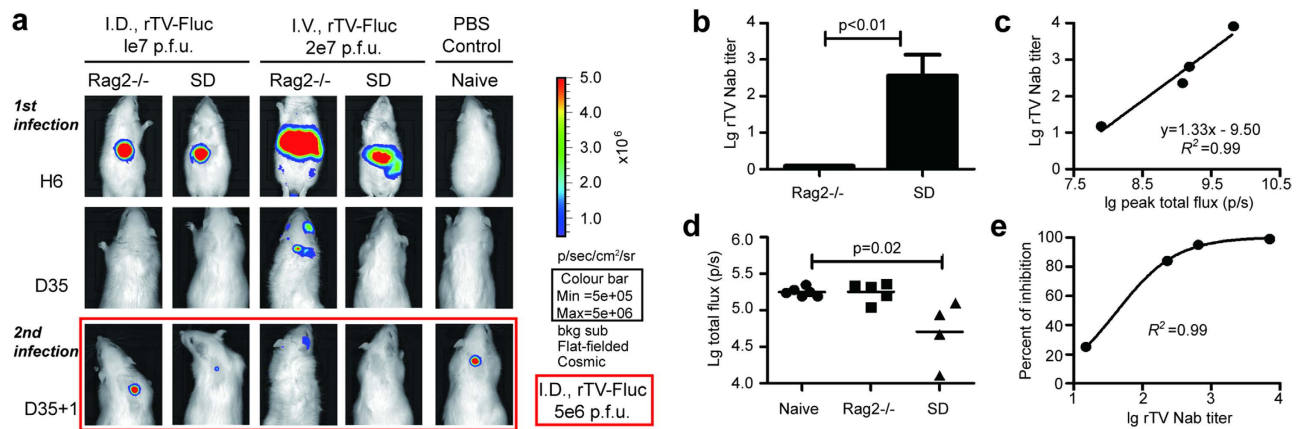 a
I.D., rTV-Fluc
le7 p.f.u.
I.V., rTV-Fluc
2e7 p.f.u.
PBS
Control
Rag2-/-
SD
Rag2-/-
SD
Naive
1st
infection
H6
D35
2nd
infection
D35+1
5.0
4.0
3.0
2.0
1.0
x10⁶
p/sec/cm²/sr
Colour bar
Min =5e+05
Max=5e+06
bkg sub
Flat-fielded
Cosmic
I.D., rTV-Fluc
5e6 p.f.u.
b
Lg rTV Nab titer
4
3
2
1
0
p<0.01
Rag2-/-
SD
c
Lg rTV Nab titer
4
3
2
1
0
y=1.33x - 9.50
R²=0.99
7.5
8.5
9.5
10.5
lg peak total flux (p/s)
d
Lg total flux (p/s)
6.0
5.5
5.0
4.5
4.0
p=0.02
Naive
Rag2-/-
SD
e
Percent of inhibition
100
80
60
40
20
0
R²=0.99
1
2
3
4
lg rTV Nab titer